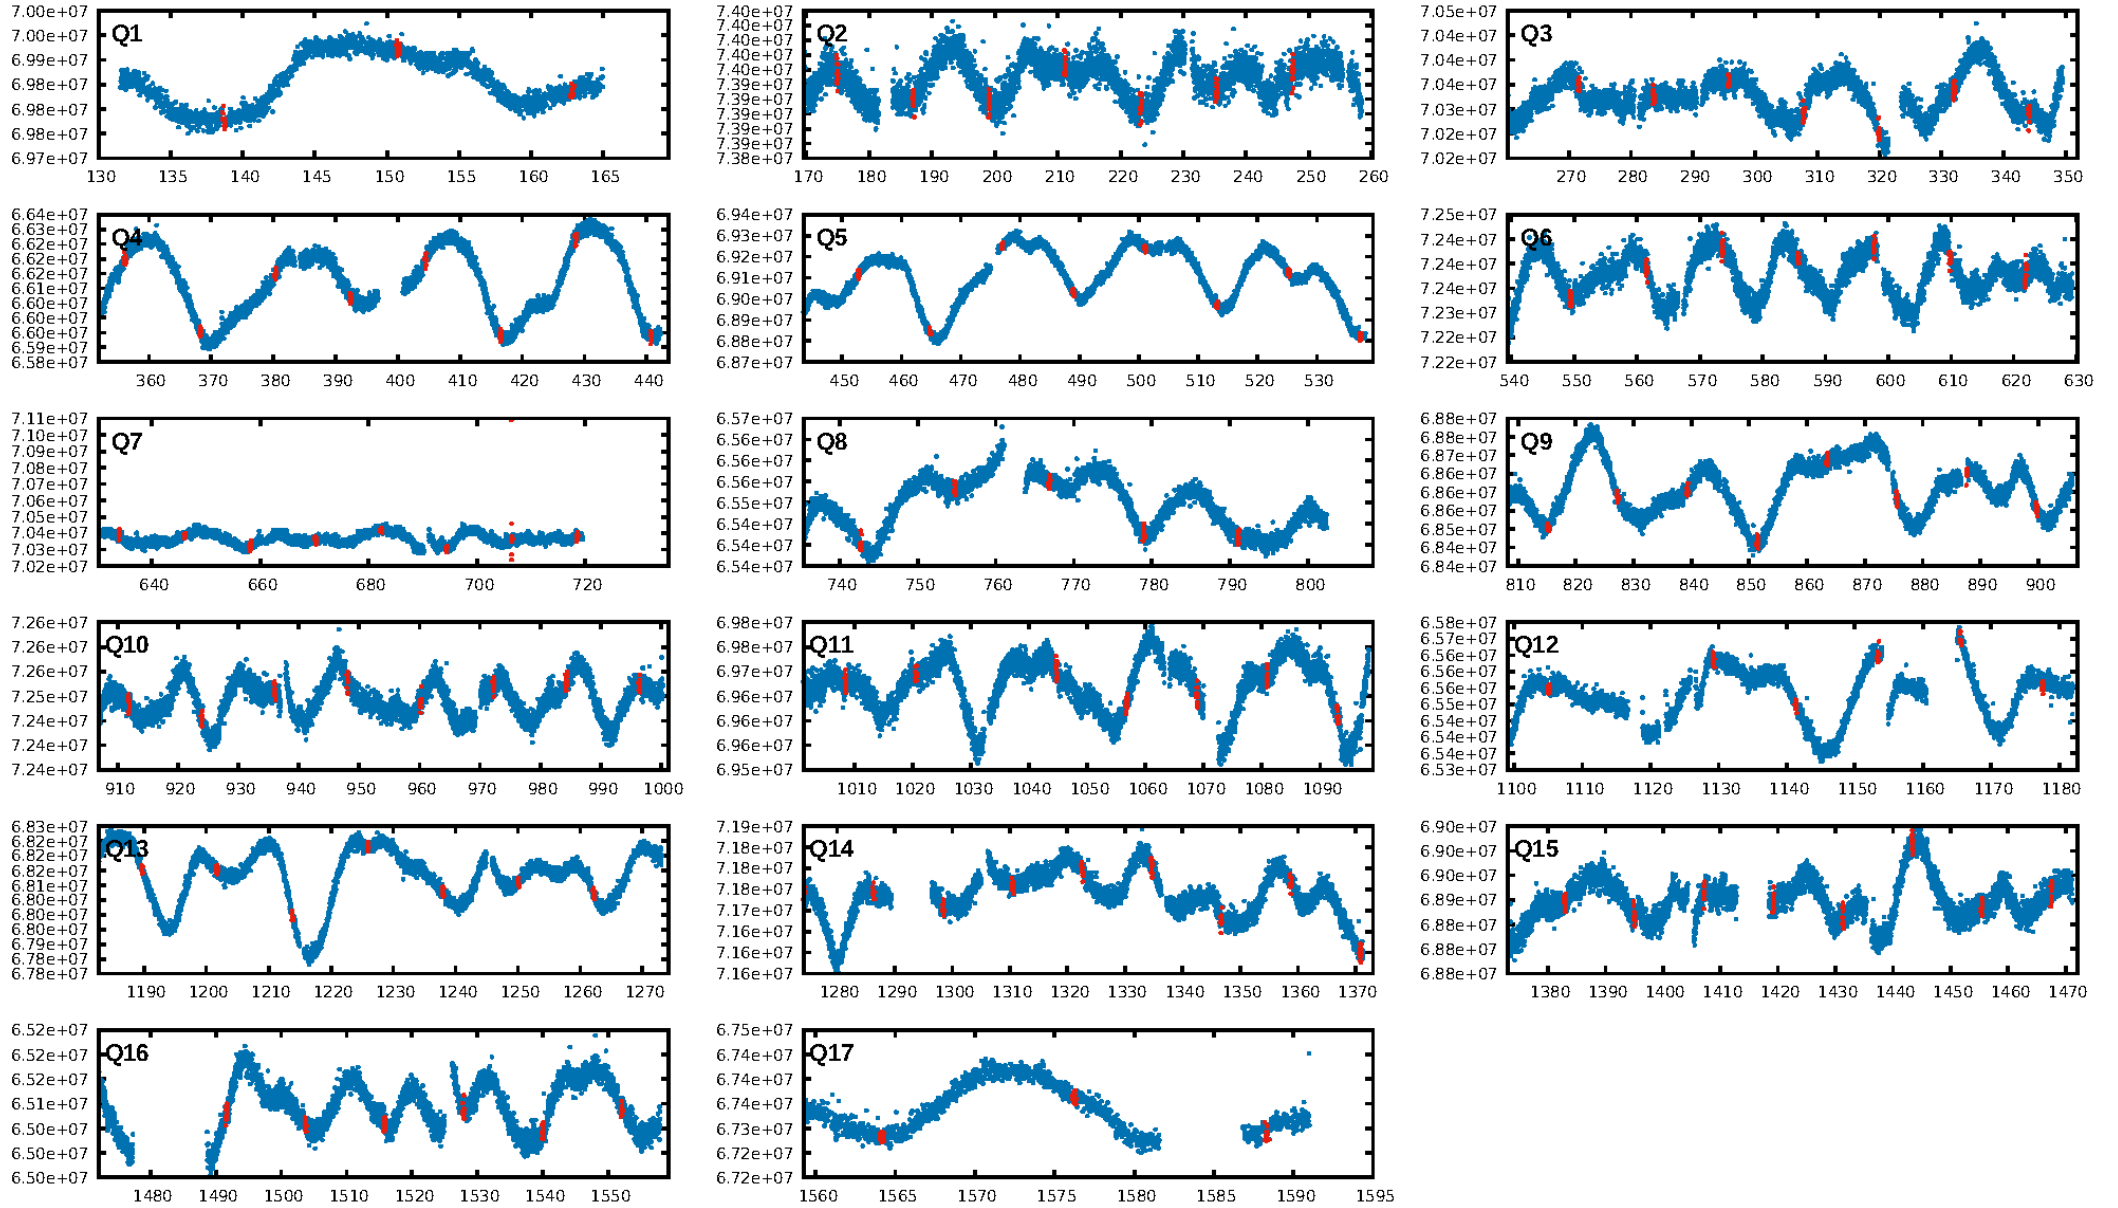 7.00e+07
7.00e+07
6.99e+07
6.98e+07
6.98e+07
6.98e+07
6.97e+07
Q1
130 135 140 145 150 155 160 165
7.40e+07
7.40e+07
7.40e+07
7.40e+07
7.40e+07
7.39e+07
7.39e+07
7.39e+07
7.39e+07
7.38e+07
Q2
170 180 190 200 210 220 230 240 250 260
7.05e+07
7.04e+07
7.04e+07
7.03e+07
7.03e+07
7.02e+07
7.02e+07
Q3
270 280 290 300 310 320 330 340 350
6.64e+07
6.63e+07
6.62e+07
6.62e+07
6.61e+07
6.61e+07
6.60e+07
6.60e+07
6.59e+07
6.59e+07
6.58e+07
Q4
360 370 380 390 400 410 420 430 440
6.94e+07
6.93e+07
6.92e+07
6.91e+07
6.90e+07
6.89e+07
6.88e+07
6.87e+07
Q5
450 460 470 480 490 500 510 520 530
7.25e+07
7.24e+07
7.24e+07
7.24e+07
7.23e+07
7.22e+07
7.22e+07
Q6
540 550 560 570 580 590 600 610 620 630
7.11e+07
7.10e+07
7.09e+07
7.08e+07
7.07e+07
7.06e+07
7.05e+07
7.04e+07
7.03e+07
7.02e+07
Q7
640 660 680 700 720
6.57e+07
6.56e+07
6.56e+07
6.56e+07
6.55e+07
6.54e+07
6.54e+07
6.54e+07
Q8
740 750 760 770 780 790 800
6.88e+07
6.88e+07
6.87e+07
6.86e+07
6.86e+07
6.85e+07
6.84e+07
6.84e+07
Q9
810 820 830 840 850 860 870 880 890 900
7.26e+07
7.26e+07
7.26e+07
7.25e+07
7.24e+07
7.24e+07
7.24e+07
Q10
910 920 930 940 950 960 970 980 990 1000
6.98e+07
6.98e+07
6.97e+07
6.96e+07
6.96e+07
6.96e+07
6.95e+07
Q11
1010 1020 1030 1040 1050 1060 1070 1080 1090
6.58e+07
6.57e+07
6.56e+07
6.56e+07
6.56e+07
6.55e+07
6.54e+07
6.54e+07
6.54e+07
6.53e+07
Q12
1100 1110 1120 1130 1140 1150 1160 1170 1180
6.83e+07
6.82e+07
6.82e+07
6.82e+07
6.81e+07
6.80e+07
6.80e+07
6.80e+07
6.79e+07
6.78e+07
6.78e+07
Q13
1190 1200 1210 1220 1230 1240 1250 1260 1270
7.19e+07
7.18e+07
7.18e+07
7.18e+07
7.17e+07
7.16e+07
7.16e+07
7.16e+07
Q14
1280 1290 1300 1310 1320 1330 1340 1350 1360 1370
6.90e+07
6.90e+07
6.90e+07
6.89e+07
6.88e+07
6.88e+07
6.88e+07
Q15
1380 1390 1400 1410 1420 1430 1440 1450 1460 1470
6.52e+07
6.52e+07
6.52e+07
6.51e+07
6.50e+07
6.50e+07
6.50e+07
Q16
1480 1490 1500 1510 1520 1530 1540 1550
6.75e+07
6.74e+07
6.74e+07
6.74e+07
6.73e+07
6.72e+07
6.72e+07
Q17
1560 1565 1570 1575 1580 1585 1590 1595